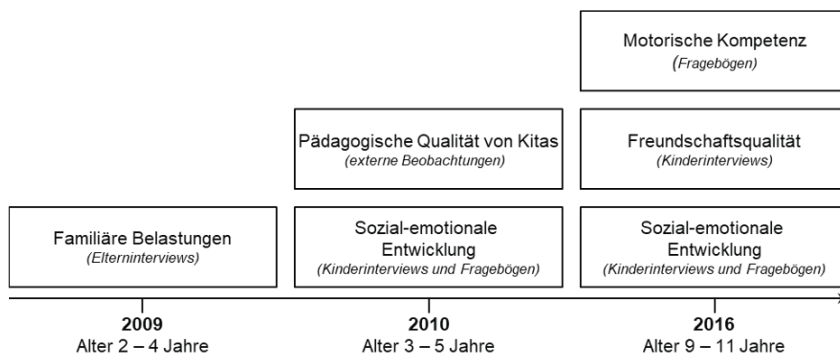 Motorische Kompetenz
(Fragebögen)
Pädagogische Qualität von Kitas
(externe Beobachtungen)
Freundschaftsqualität
(Kinderinterviews)
Familiäre Belastungen
(Elterninterviews)
Sozial-emotionale
Entwicklung
(Kinderinterviews und Fragebögen)
Sozial-emotionale
Entwicklung
(Kinderinterviews und Fragebögen)
2009
Alter 2 – 4 Jahre
2010
Alter 3 – 5 Jahre
2016
Alter 9 – 11 Jahre